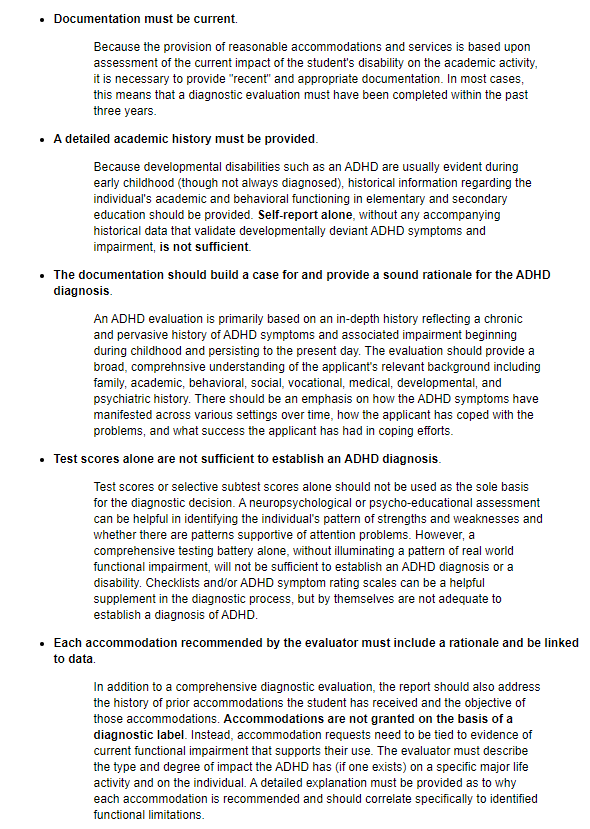 • Documentation must be current.
Because the provision of reasonable accommodations and services is based upon
assessment of the current impact of the student's disability on the academic activity,
it is necessary to provide "recent" and appropriate documentation. In most cases,
this means that a diagnostic evaluation must have been completed within the past
three years.
• A detailed academic history must be provided.
Because developmental disabilities such as an ADHD are usually evident during
early childhood (though not always diagnosed), historical information regarding the
individual's academic and behavioral functioning in elementary and secondary
education should be provided. Self-report alone, without any accompanying
historical data that validate developmentally deviant ADHD symptoms and
impairment, is not sufficient.
• The documentation should build a case for and provide a sound rationale for the ADHD
diagnosis.
An ADHD evaluation is primarily based on an in-depth history reflecting a chronic
and pervasive history of ADHD symptoms and associated impairment beginning
during childhood and persisting to the present day. The evaluation should provide a
broad, comprehnsive understanding of the applicant's relevant background including
family, academic, behavioral, social, vocational, medical, developmental, and
psychiatric history. There should be an emphasis on how the ADHD symptoms have
manifested across various settings over time, how the applicant has coped with the
problems, and what success the applicant has had in coping efforts.
• Test scores alone are not sufficient to establish an ADHD diagnosis.
Test scores or selective subtest scores alone should not be used as the sole basis
for the diagnostic decision. A neuropsychological or psycho-educational assessment
can be helpful in identifying the individual's pattern of strengths and weaknesses and
whether there are patterns supportive of attention problems. However, a
comprehensive testing battery alone, without illuminating a pattern of real world
functional impairment, will not be sufficient to establish an ADHD diagnosis or a
disability. Checklists and/or ADHD symptom rating scales can be a helpful
supplement in the diagnostic process, but by themselves are not adequate to
establish a diagnosis of ADHD.
• Each accommodation recommended by the evaluator must include a rationale and be linked
to data.
In addition to a comprehensive diagnostic evaluation, the report should also address
the history of prior accommodations the student has received and the objective of
those accommodations. Accommodations are not granted on the basis of a
diagnostic label. Instead, accommodation requests need to be tied to evidence of
current functional impairment that supports their use. The evaluator must describe
the type and degree of impact the ADHD has (if one exists) on a specific major life
activity and on the individual. A detailed explanation must be provided as to why
each accommodation is recommended and should correlate specifically to identified
functional limitations.